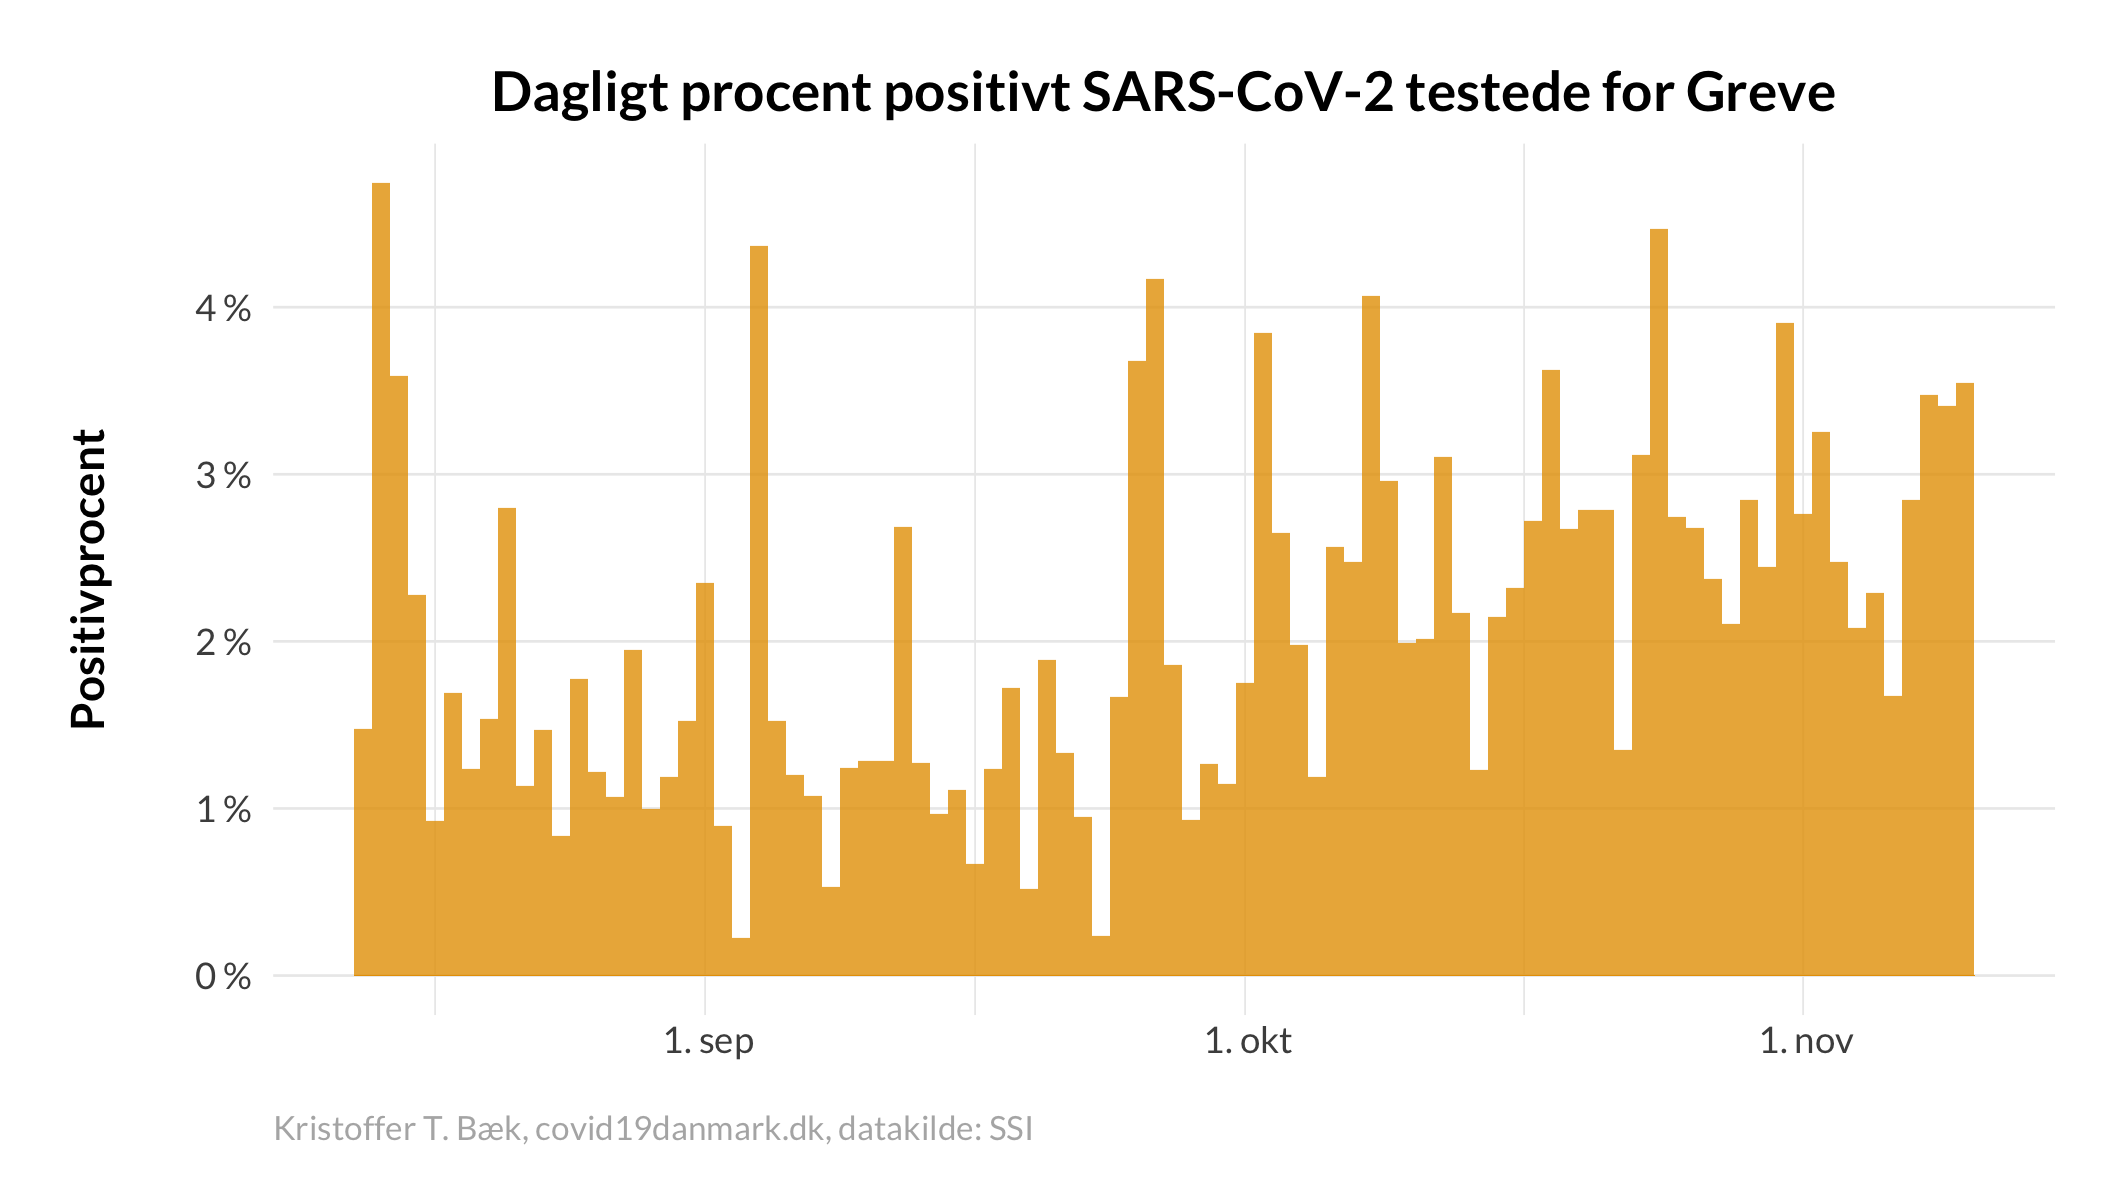 Dagligt procent positivt SARS-CoV-2 testede for Greve
Positivprocent
4 %
3 %
2 %
1 %
0 %
1. sep
1. okt
1. nov
Kristoffer T. Bæk, covid19danmark.dk, datakilde: SSI